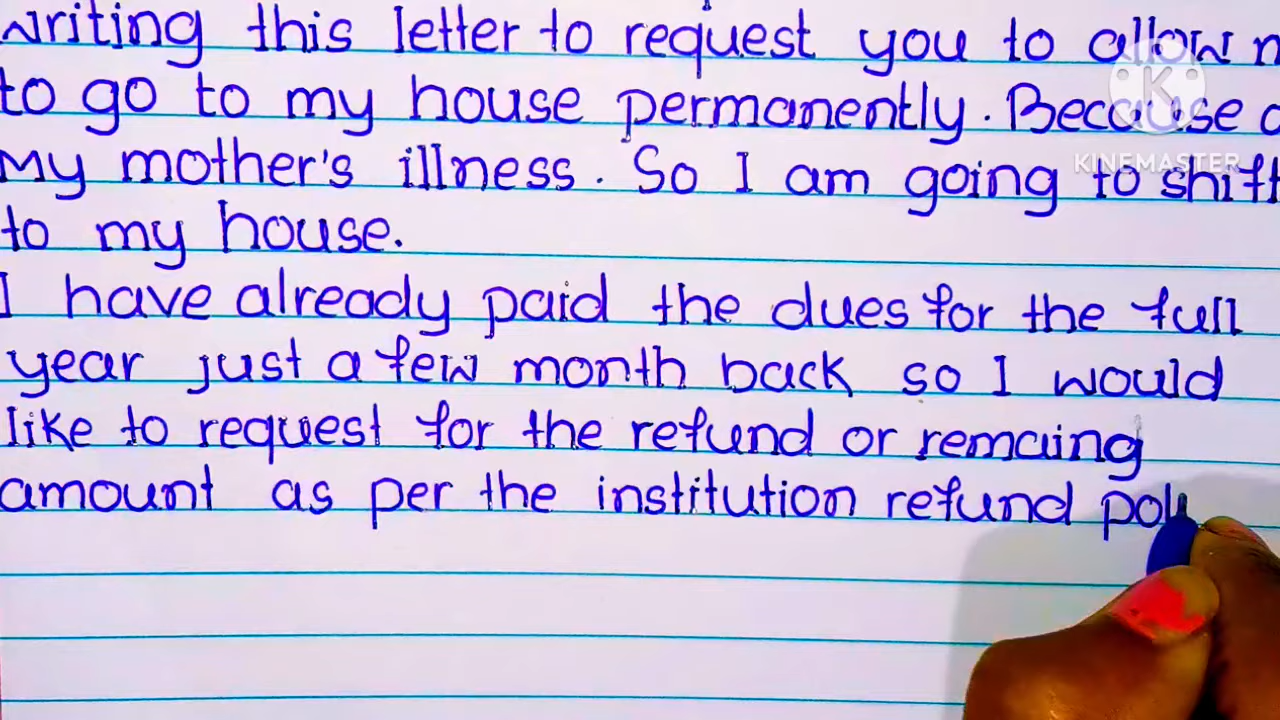 writing this letter to request you to allow
to go to my house permanently. Because
My mother's illness. So I am going to shift
to my house.
I have already paid the dues for the full
year just a few month back so I would
like to request for the refund or remaing
amount as per the institution refund
K
KINEMASTER